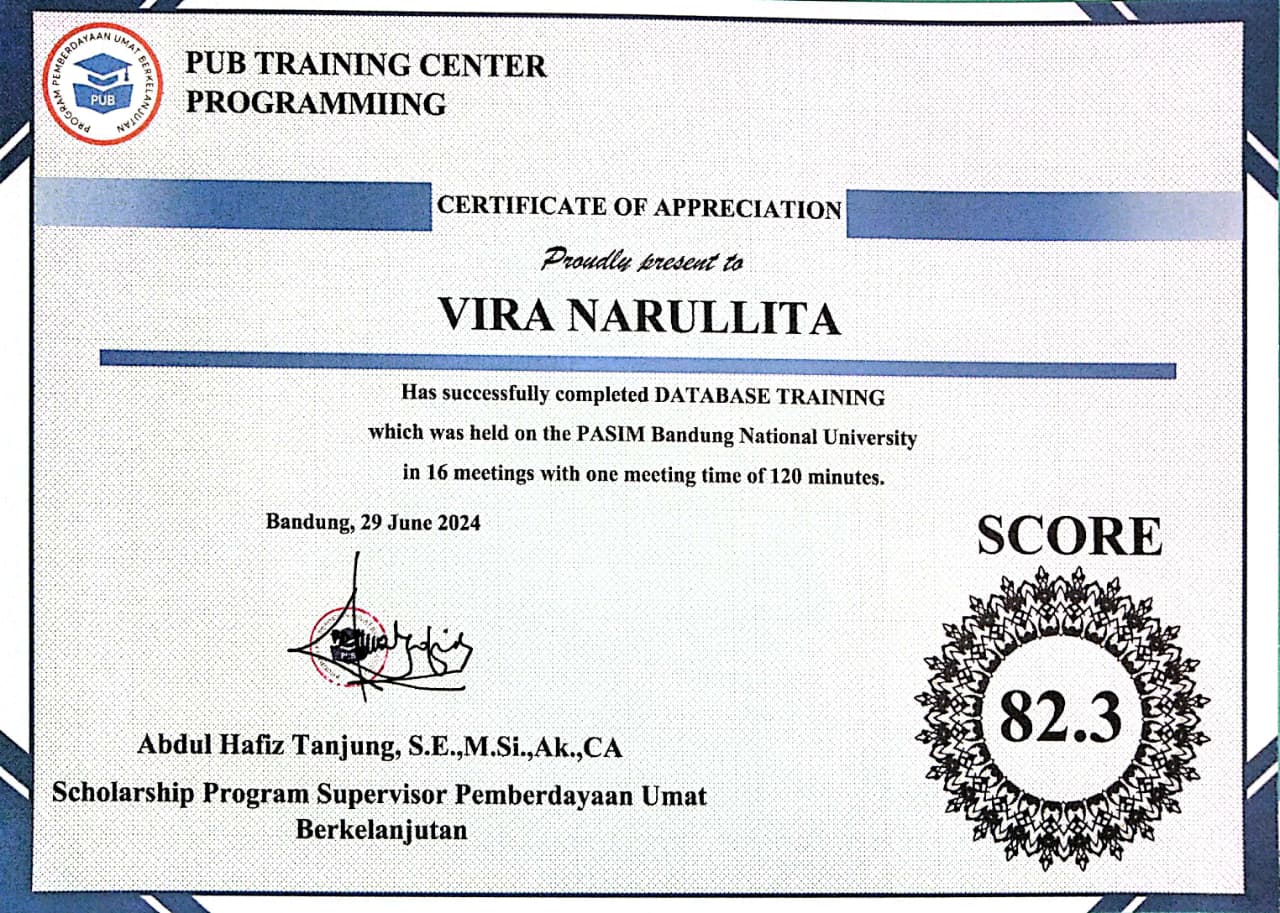 PROGRAM PEMBERDAYAAN UMAT BERKELANJUTAN
PUB
PUB TRAINING CENTER
PROGRAMMIING
CERTIFICATE OF APPRECIATION
Proudly present to
VIRA NARULLITA
Has successfully completed DATABASE TRAINING
which was held on the PASIM Bandung National University
in 16 meetings with one meeting time of 120 minutes.
Bandung, 29 June 2024
SCORE
82.3
Abdul Hafiz Tanjung, S.E.,M.Si.,Ak.,CA
Scholarship Program Supervisor Pemberdayaan Umat
Berkelanjutan